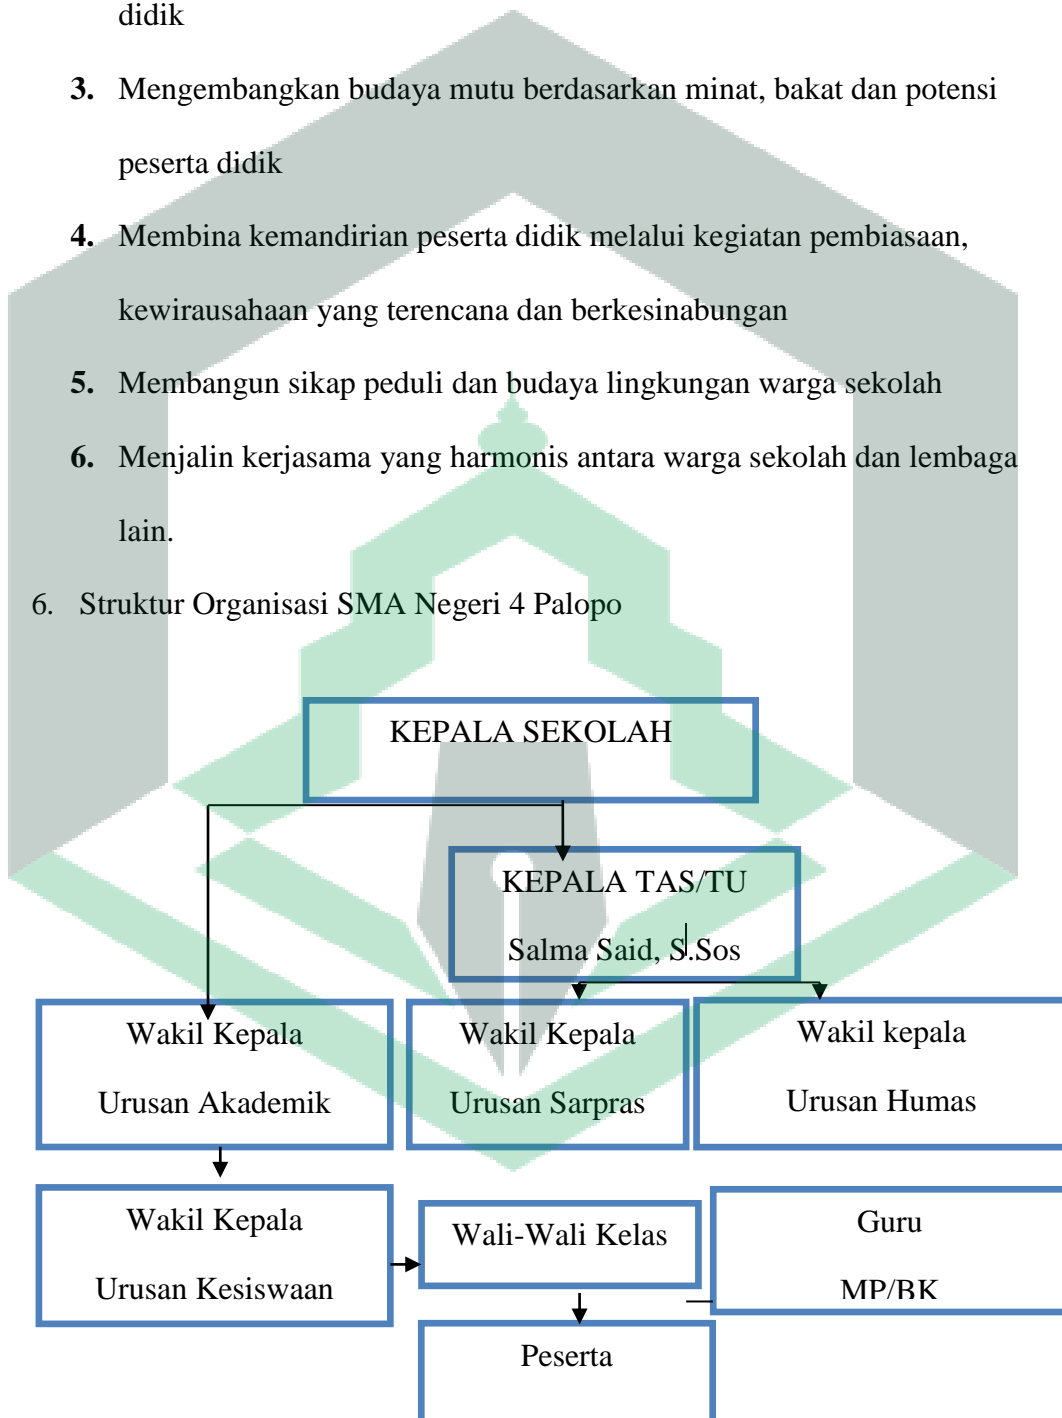 didik
3. Mengembangkan budaya mutu berdasarkan minat, bakat dan potensi
peserta didik
4. Membina kemandirian peserta didik melalui kegiatan pembiasaan,
kewirausahaan yang terencana dan berkesinabungan
5. Membangun sikap peduli dan budaya lingkungan warga sekolah
6. Menjalin kerjasama yang harmonis antara warga sekolah dan lembaga
lain.
6. Struktur Organisasi SMA Negeri 4 Palopo
KEPALA SEKOLAH
KEPALA TAS/TU
Salma Said, S.Sos
Wakil Kepala
Urusan Akademik
Wakil Kepala
Urusan Sarpras
Wakil kepala
Urusan Humas
Wakil Kepala
Urusan Kesiswaan
Wali-Wali Kelas
Guru
MP/BK
Peserta